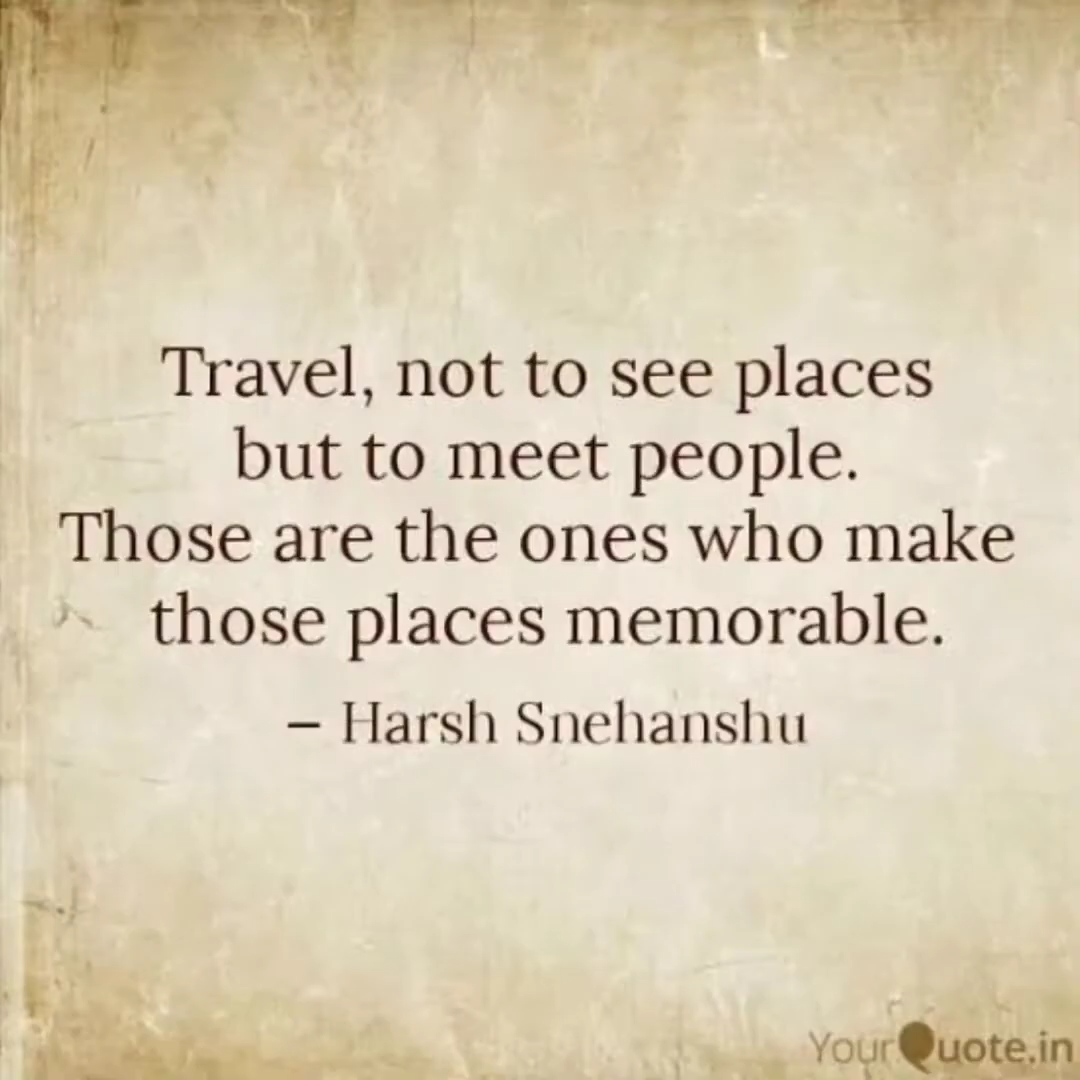 Travel, not to see places
but to meet people.
Those are the ones who make
those places memorable.
– Harsh Snehanshu
YourQuote.in